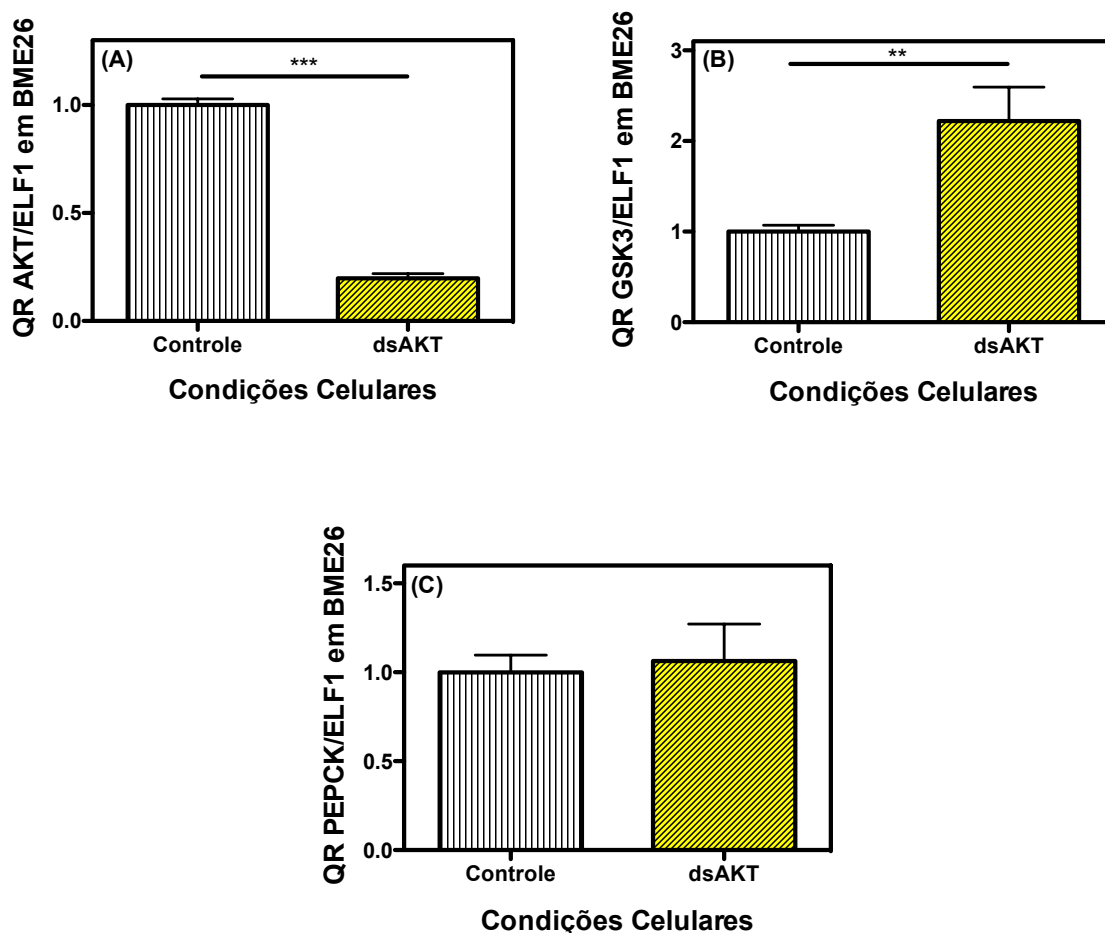 (A)
***
QR AKT/ELF1 em BME26
1.0
0.5
0.0
Controle
dsAKT
Condições Celulares
(B)
**
QR GSK3/ELF1 em BME26
3
2
1
0
Controle
dsAKT
Condições Celulares
(C)
QR PEPCK/ELF1 em BME26
1.5
1.0
0.5
0.0
Controle
dsAKT
Condições Celulares